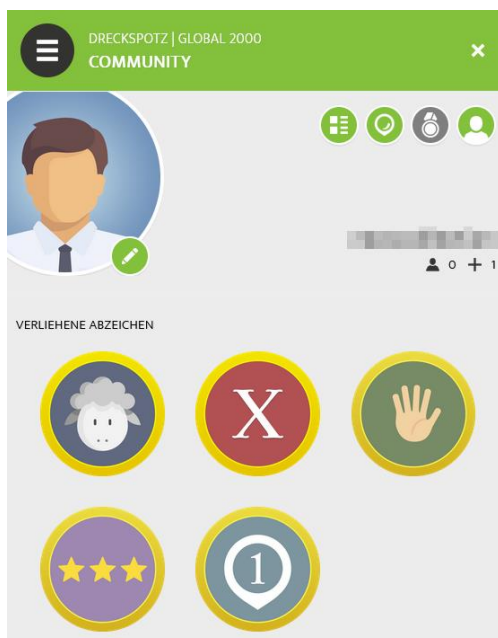 DRECKSPOTZ | GLOBAL 2000
COMMUNITY
0 + 1
VERLIEHENE ABZEICHEN
X
1